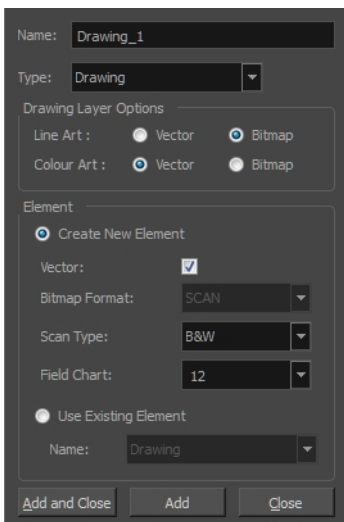 Name: Drawing_1
Type: Drawing
Drawing Layer Options
Line Art : Vector Bitmap
Colour Art : Vector Bitmap
Element
Create New Element
Vector:
Bitmap Format: SCAN
Scan Type: B&W
Field Chart: 12
Use Existing Element
Name: Drawing
Add and Close Add Close